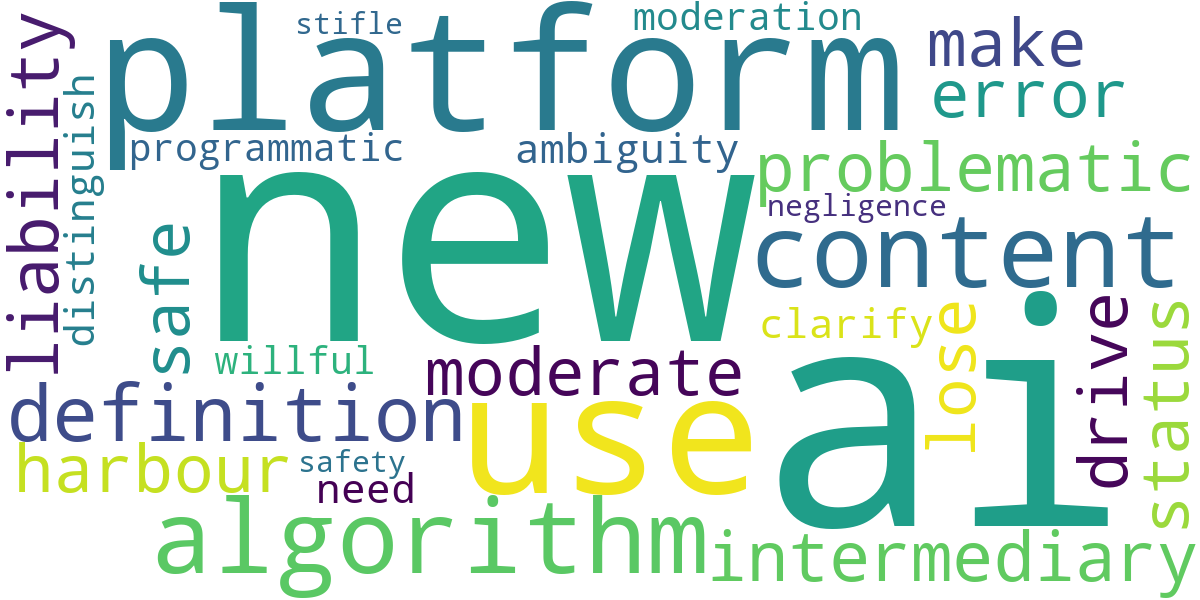 stifle
moderation
platform
make
error
liability
distinguish
programmatic
ambiguity
problematic
new
negligence
safe
content
ai
clarify
lose
drive
status
willful
moderate
definition
use
harbour
safety
need
algorithm
intermediary